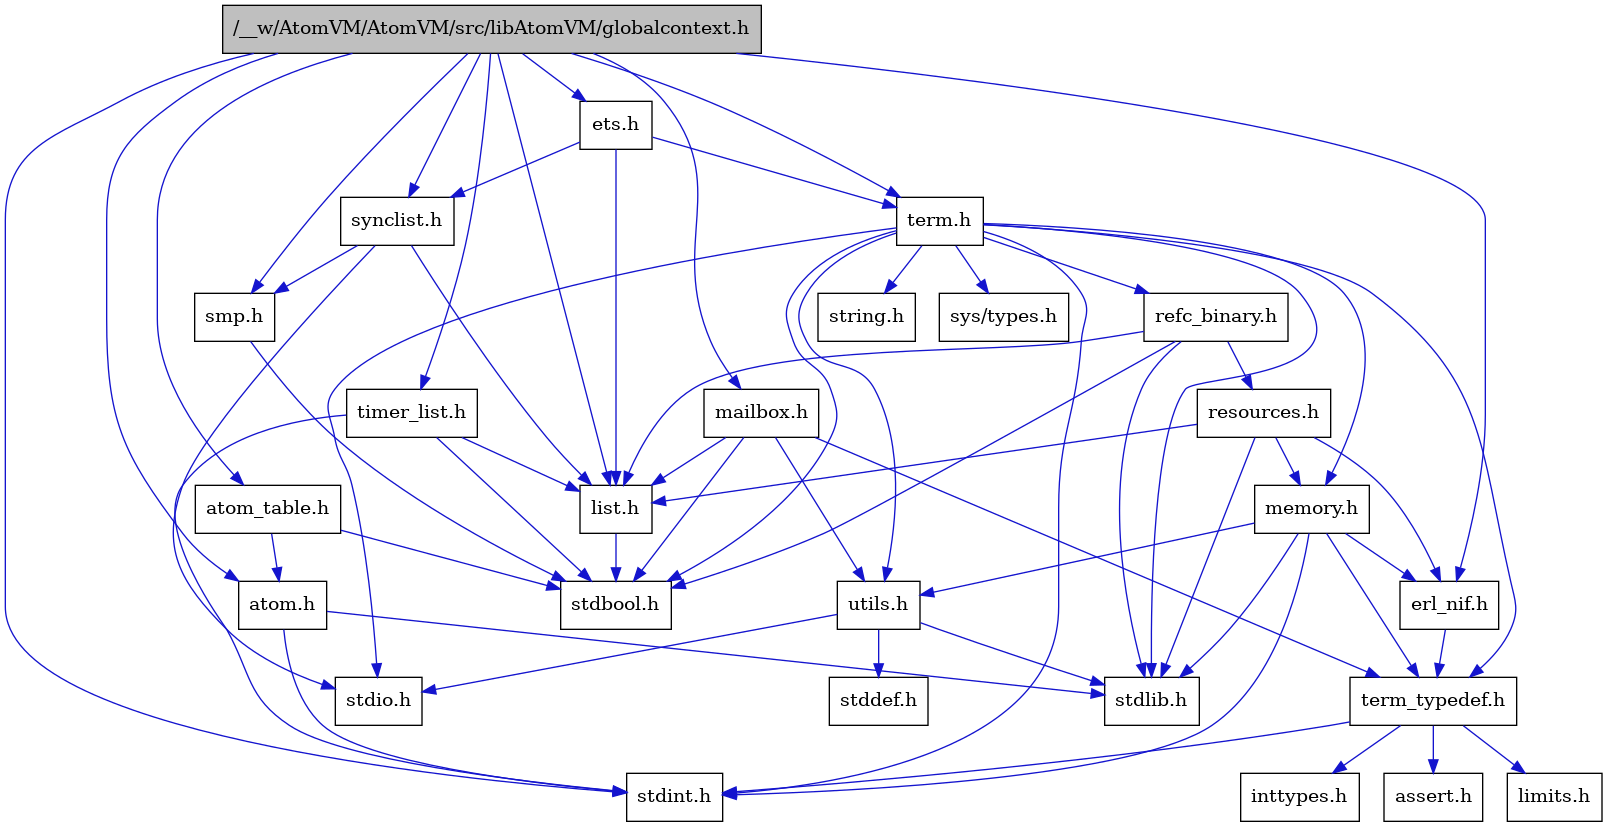 /__w/AtomVM/AtomVM/src/libAtomVM/globalcontext.h
ets.h
synclist.h
term.h
smp.h
string.h
sys/types.h
refc_binary.h
timer_list.h
mailbox.h
resources.h
atom_table.h
list.h
memory.h
atom.h
stdbool.h
utils.h
erl_nif.h
stdio.h
stddef.h
stdlib.h
term_typedef.h
stdint.h
inttypes.h
assert.h
limits.h